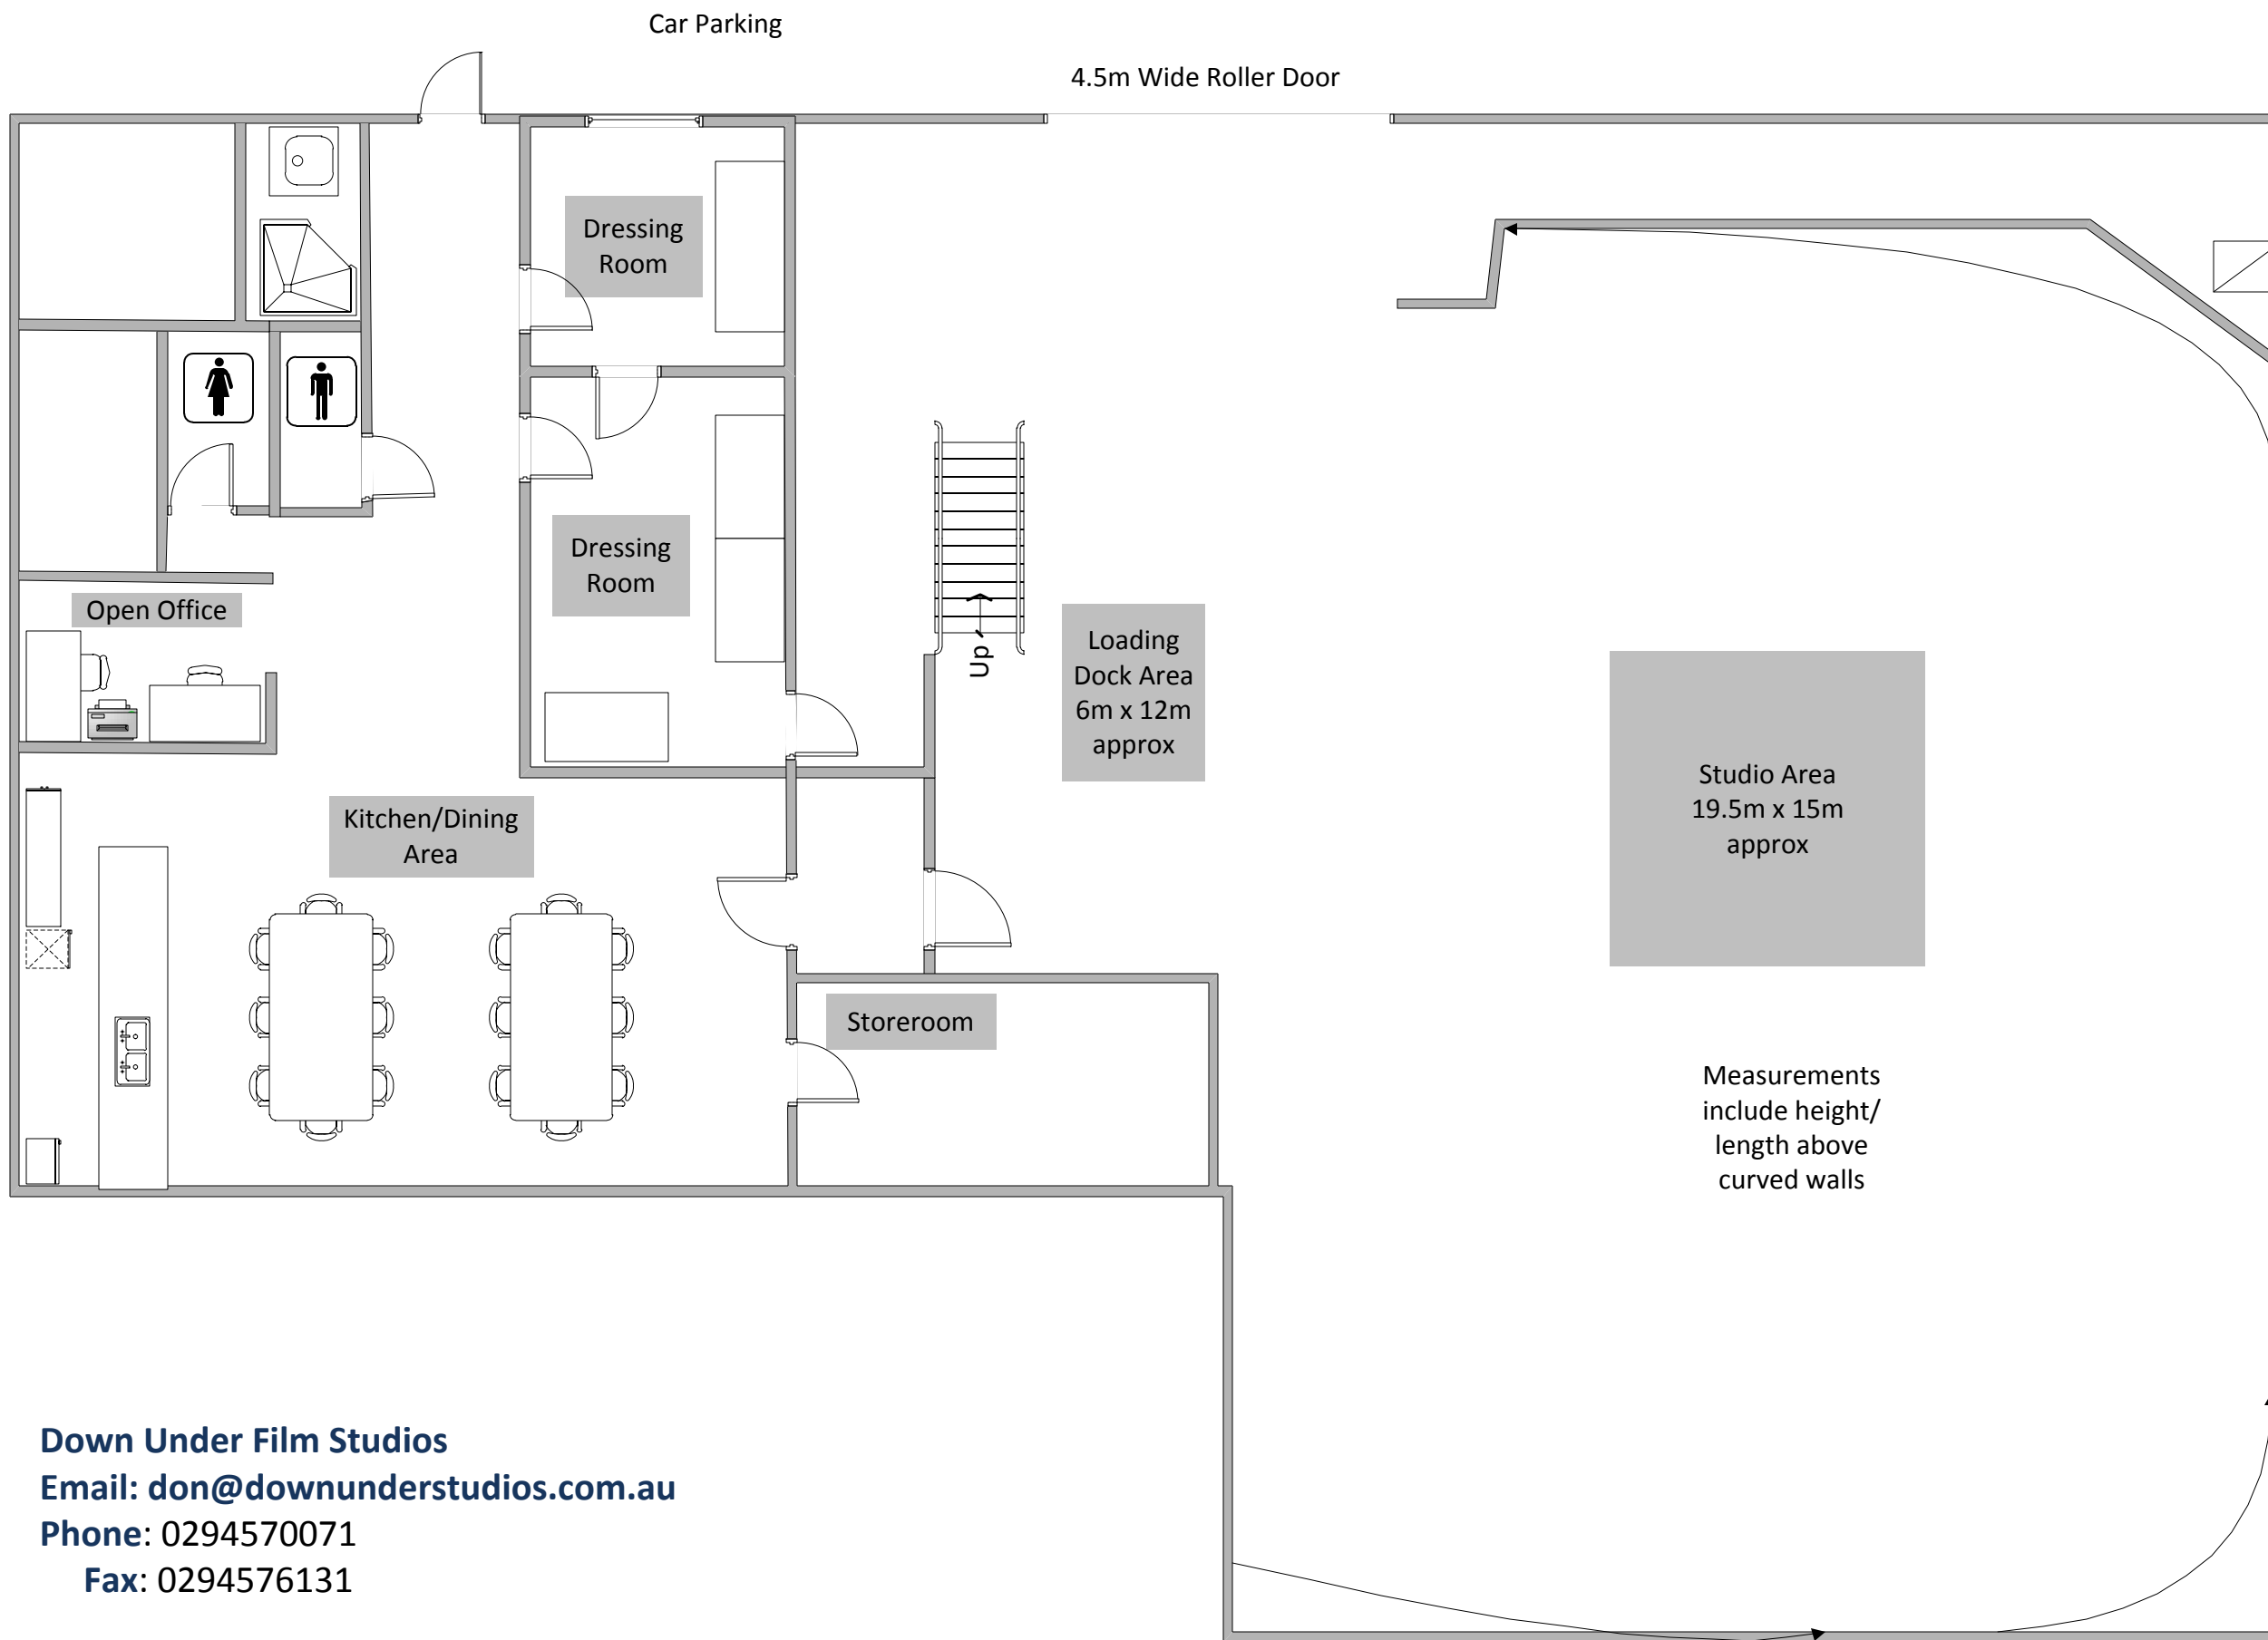 Car Parking
4.5m Wide Roller Door
Dressing
Room
Dressing
Room
Open Office
Up
Loading
Dock Area
6m x 12m
approx
Studio Area
19.5m x 15m
approx
Kitchen/Dining
Area
Storeroom
Measurements
include height/
length above
curved walls
Down Under Film Studios
Email: don@downunderstudios.com.au
Phone: 0294570071
Fax: 0294576131